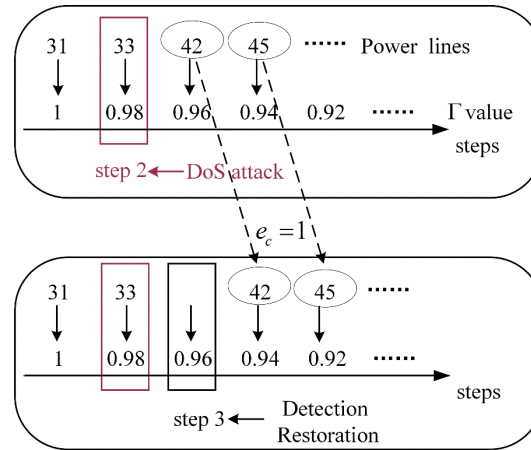 31 33 42 45 ...... Power lines
1 0.98 0.96 0.94 0.92 ...... Γ value
steps
step 2 DoS attack
e_c = 1
31 33 42 45 ......
1 0.98 0.96 0.94 0.92 ......
steps
step 3 Detection
Restoration